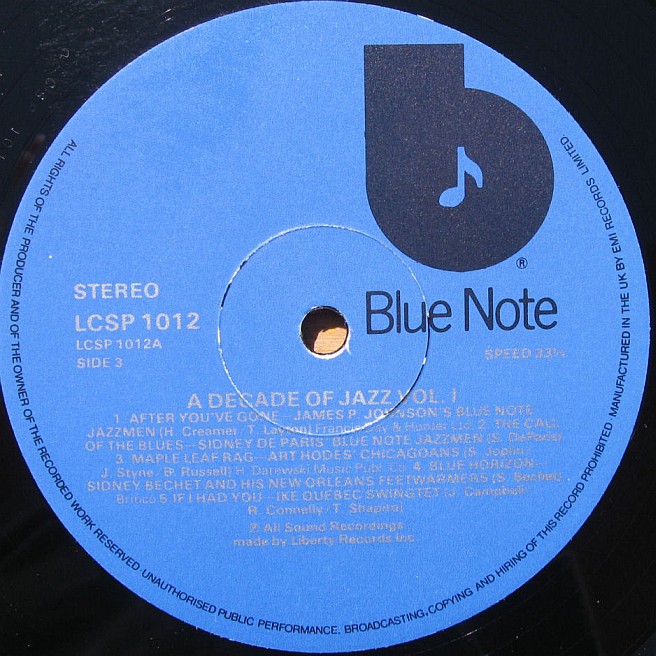 Blue Note
®
STEREO
LCSP 1012
LCSP 1012A
SIDE 3
SPEED 33⅓
A DECADE OF JAZZ VOL. I
1. AFTER YOU'VE GONE – JAMES P. JOHNSON'S BLUE NOTE
JAZZMEN (H. Creamer - T. Layton) Francis Day & Hunter Ltd. 2. THE CALL
OF THE BLUES – SIDNEY DE PARIS' BLUE NOTE JAZZMEN (S. DeParis)
3. MAPLE LEAF RAG – ART HODES' CHICAGOANS (S. Joplin -
J. Styne - B. Russell) H. Darewski Music Publ. Co. 4. BLUE HORIZON –
SIDNEY BECHET AND HIS NEW ORLEANS FEETWARMERS (S. Bechet)
Britico 5. IF I HAD YOU – IKE QUEBEC SWINGTET (J. Campbell -
R. Connelly - T. Shapiro)
All Sound Recordings
made by Liberty Records Inc
ALL RIGHTS OF THE PRODUCER AND OF THE OWNER OF THE RECORDED WORK RESERVED. UNAUTHORISED PUBLIC PERFORMANCE, BROADCASTING, COPYING AND HIRING OF THIS RECORD PROHIBITED. MANUFACTURED IN THE UK BY EMI RECORDS LIMITED.